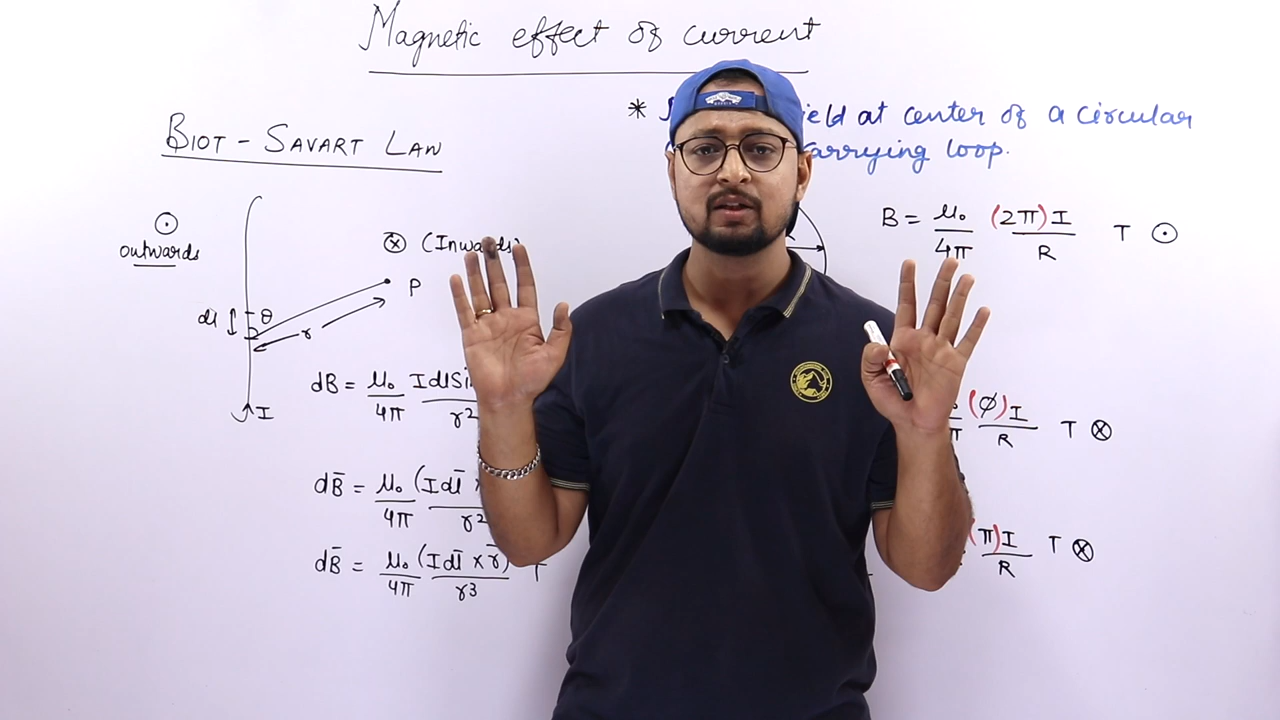 Magnetic effect of current
BIOT - SAVART LAW
* ield at center of a circular
arrying loop.
⊙
outwards
⊗ (Inwards)
P
dl
θ
r
I
dB = μ₀ IdlSi
4π r²
dB̄ = μ₀ (Idl̄ ×
4π r²
dB̄ = μ₀ (Idl̄ × r̄) T
4π r³
B = μ₀ (2π)I T ⊙
4π R
(φ)I T ⊗
π R
(π)I T ⊗
R